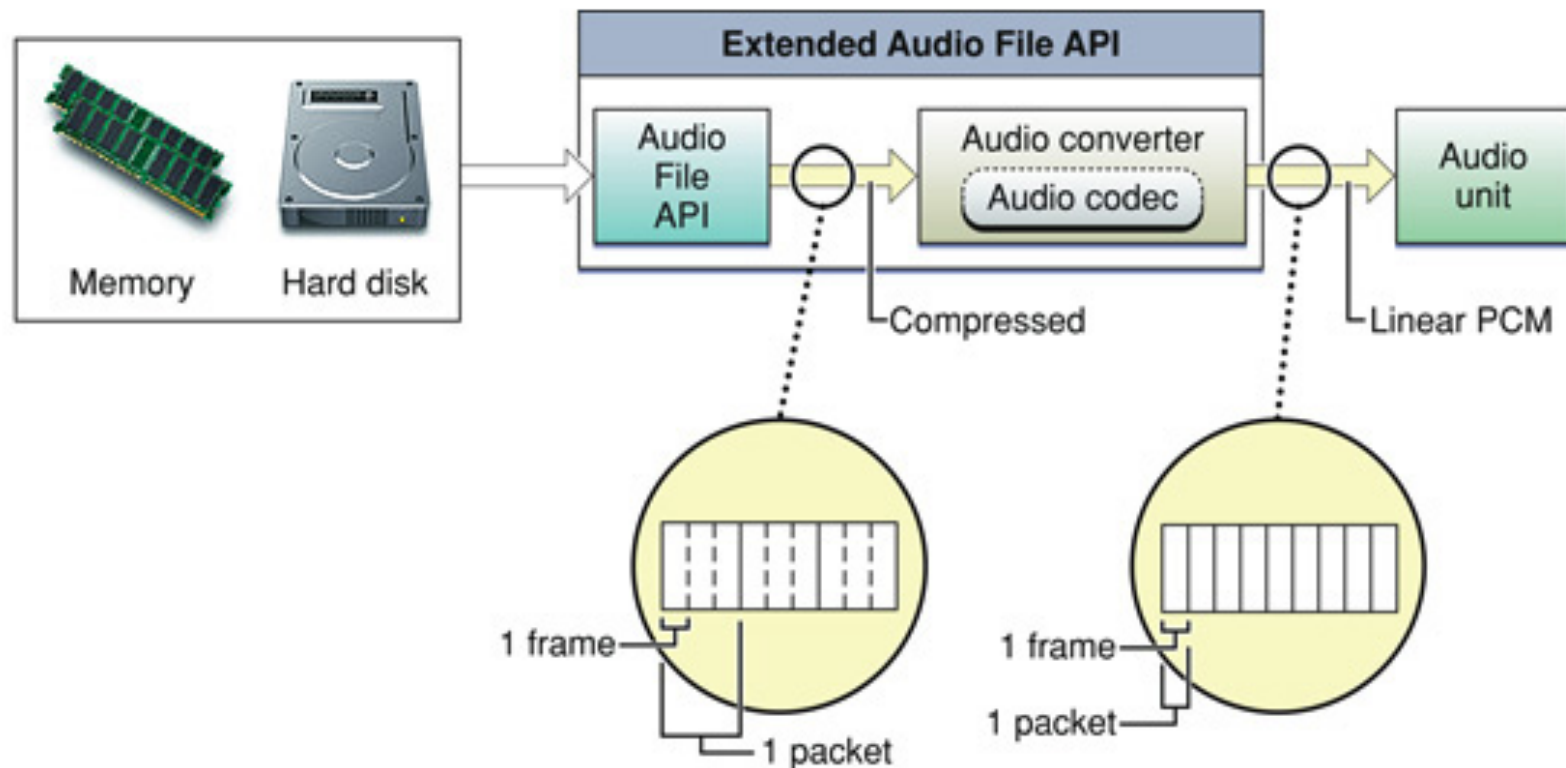 Extended Audio File API
Memory
Hard disk
Audio
File
API
Audio converter
Audio codec
Audio
unit
Compressed
Linear PCM
1 frame
1 packet
1 frame
1 packet